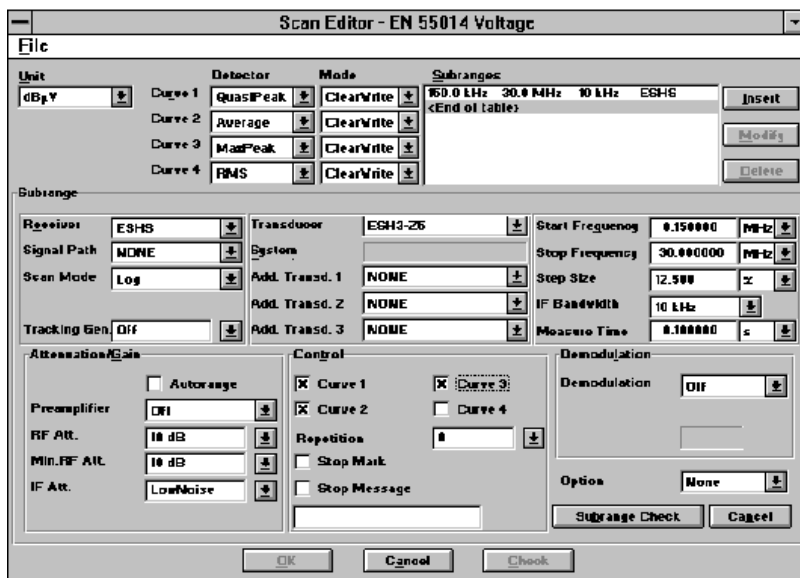 Scan Editor - EN 55014 Voltage
File
Unit
Detector Mode Subranges
dBµV Curve 1 QuasiPeak ClearWrite 150.0 kHz 30.0 MHz 10 kHz ESHS Insert
<End of table>
Curve 2 Average ClearWrite Modify
Curve 3 MaxPeak ClearWrite
Curve 4 RMS ClearWrite Delete
Subrange
Receiver ESHS Transducer ESH3-Z5 Start Frequency 0.150000 MHz
Signal Path NONE System Stop Frequency 30.000000 MHz
Scan Mode Log Add. Transd. 1 NONE Step Size 12.500 %
Add. Transd. 2 NONE IF Bandwidth 10 kHz
Tracking Gen. Off Add. Transd. 3 NONE Measure Time 0.100000 s
Attenuation/Gain Control Demodulation
Autorange Curve 1 Curve 3 Demodulation Off
Preamplifier Off Curve 2 Curve 4
RF Att. 10 dB Repetition 0
Min.RF Att. 10 dB Stop Mark
IF Att. LowNoise Stop Message Option None
Subrange Check Cancel
OK Cancel Check